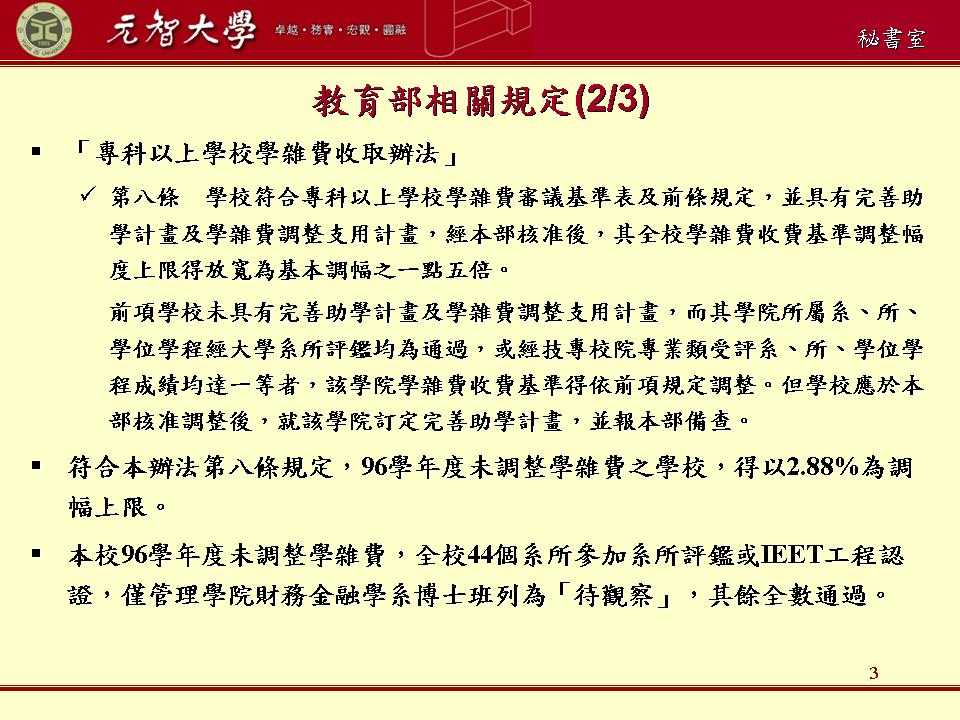 元智大學 卓越・務實・宏觀・圓融
秘書室
教育部相關規定(2/3)
▪ 「專科以上學校學雜費收取辦法」
✓ 第八條　學校符合專科以上學校學雜費審議基準表及前條規定，並具有完善助
學計畫及學雜費調整支用計畫，經本部核准後，其全校學雜費收費基準調整幅
度上限得放寬為基本調幅之一點五倍。
前項學校未具有完善助學計畫及學雜費調整支用計畫，而其學院所屬系、所、
學位學程經大學系所評鑑均為通過，或經技專校院專業類受評系、所、學位學
程成績均達一等者，該學院學雜費收費基準得依前項規定調整。但學校應於本
部核准調整後，就該學院訂定完善助學計畫，並報本部備查。
▪ 符合本辦法第八條規定，96學年度未調整學雜費之學校，得以2.88%為調
幅上限。
▪ 本校96學年度未調整學雜費，全校44個系所參加系所評鑑或IEET工程認
證，僅管理學院財務金融學系博士班列為「待觀察」，其餘全數通過。
3